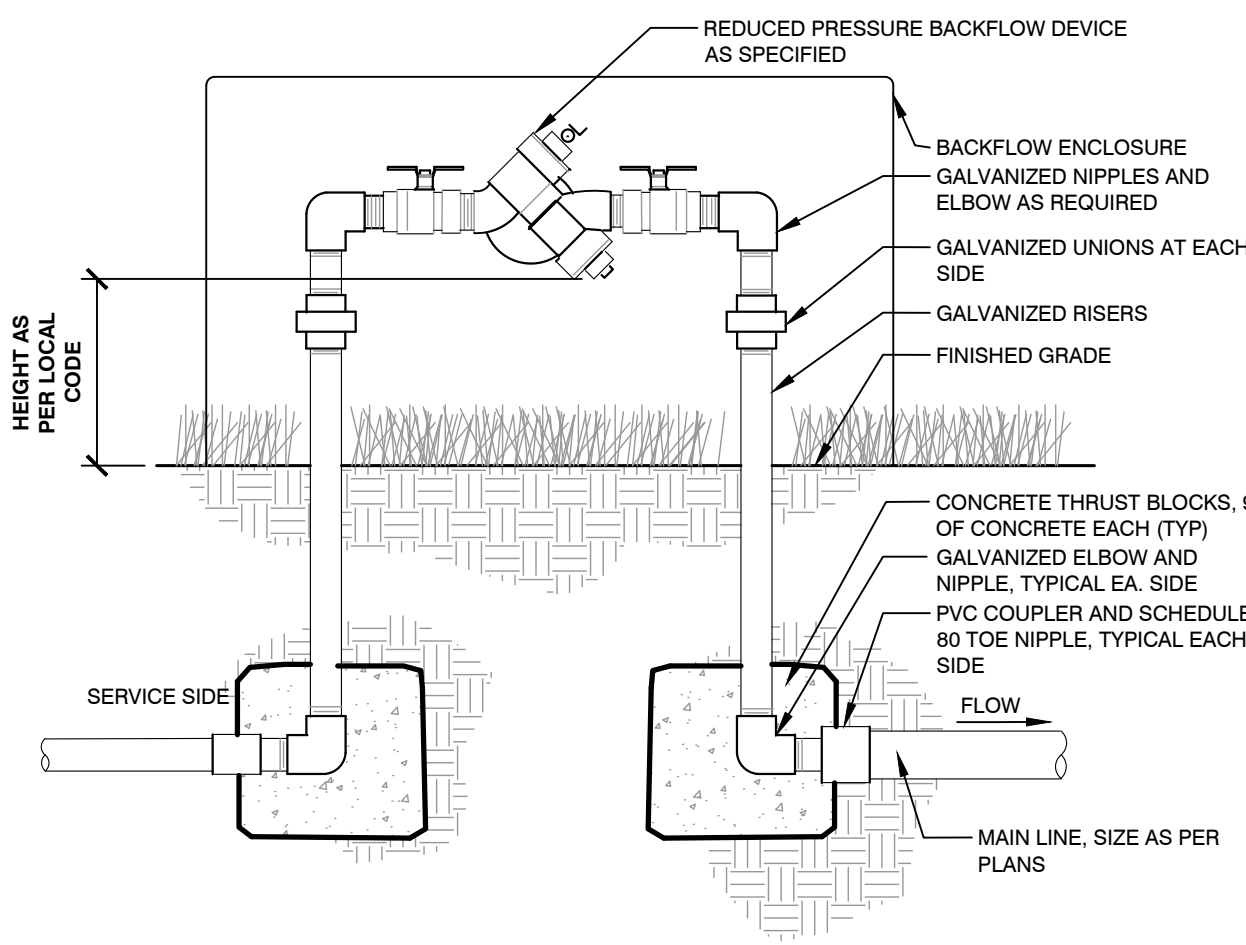 REDUCED PRESSURE BACKFLOW DEVICE
AS SPECIFIED
BACKFLOW ENCLOSURE
GALVANIZED NIPPLES AND
ELBOW AS REQUIRED
GALVANIZED UNIONS AT EACH
SIDE
GALVANIZED RISERS
FINISHED GRADE
HEIGHT AS
PER LOCAL
CODE
CONCRETE THRUST BLOCKS,
OF CONCRETE EACH (TYP)
GALVANIZED ELBOW AND
NIPPLE, TYPICAL EA. SIDE
PVC COUPLER AND SCHEDULE
80 TOE NIPPLE, TYPICAL EACH
SIDE
SERVICE SIDE
FLOW
MAIN LINE, SIZE AS PER
PLANS